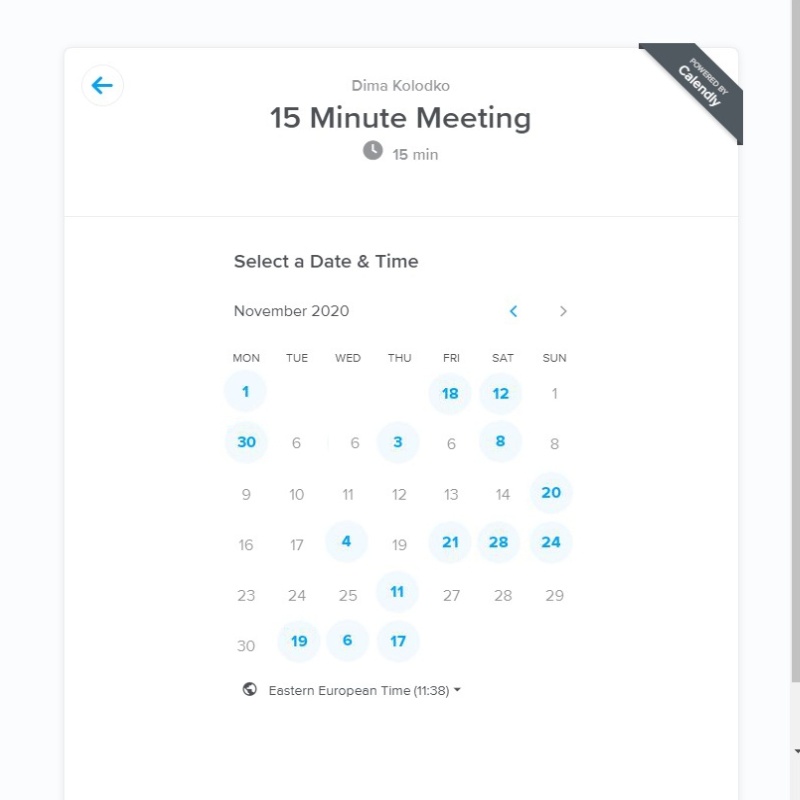 POWERED BY
Calendly
Dima Kolodko
15 Minute Meeting
15 min
Select a Date & Time
November 2020
MON TUE WED THU FRI SAT SUN
1 18 12 1
30 6 6 3 6 8 8
9 10 11 12 13 14 20
16 17 4 19 21 28 24
23 24 25 11 27 28 29
30 19 6 17
Eastern European Time (11:38)